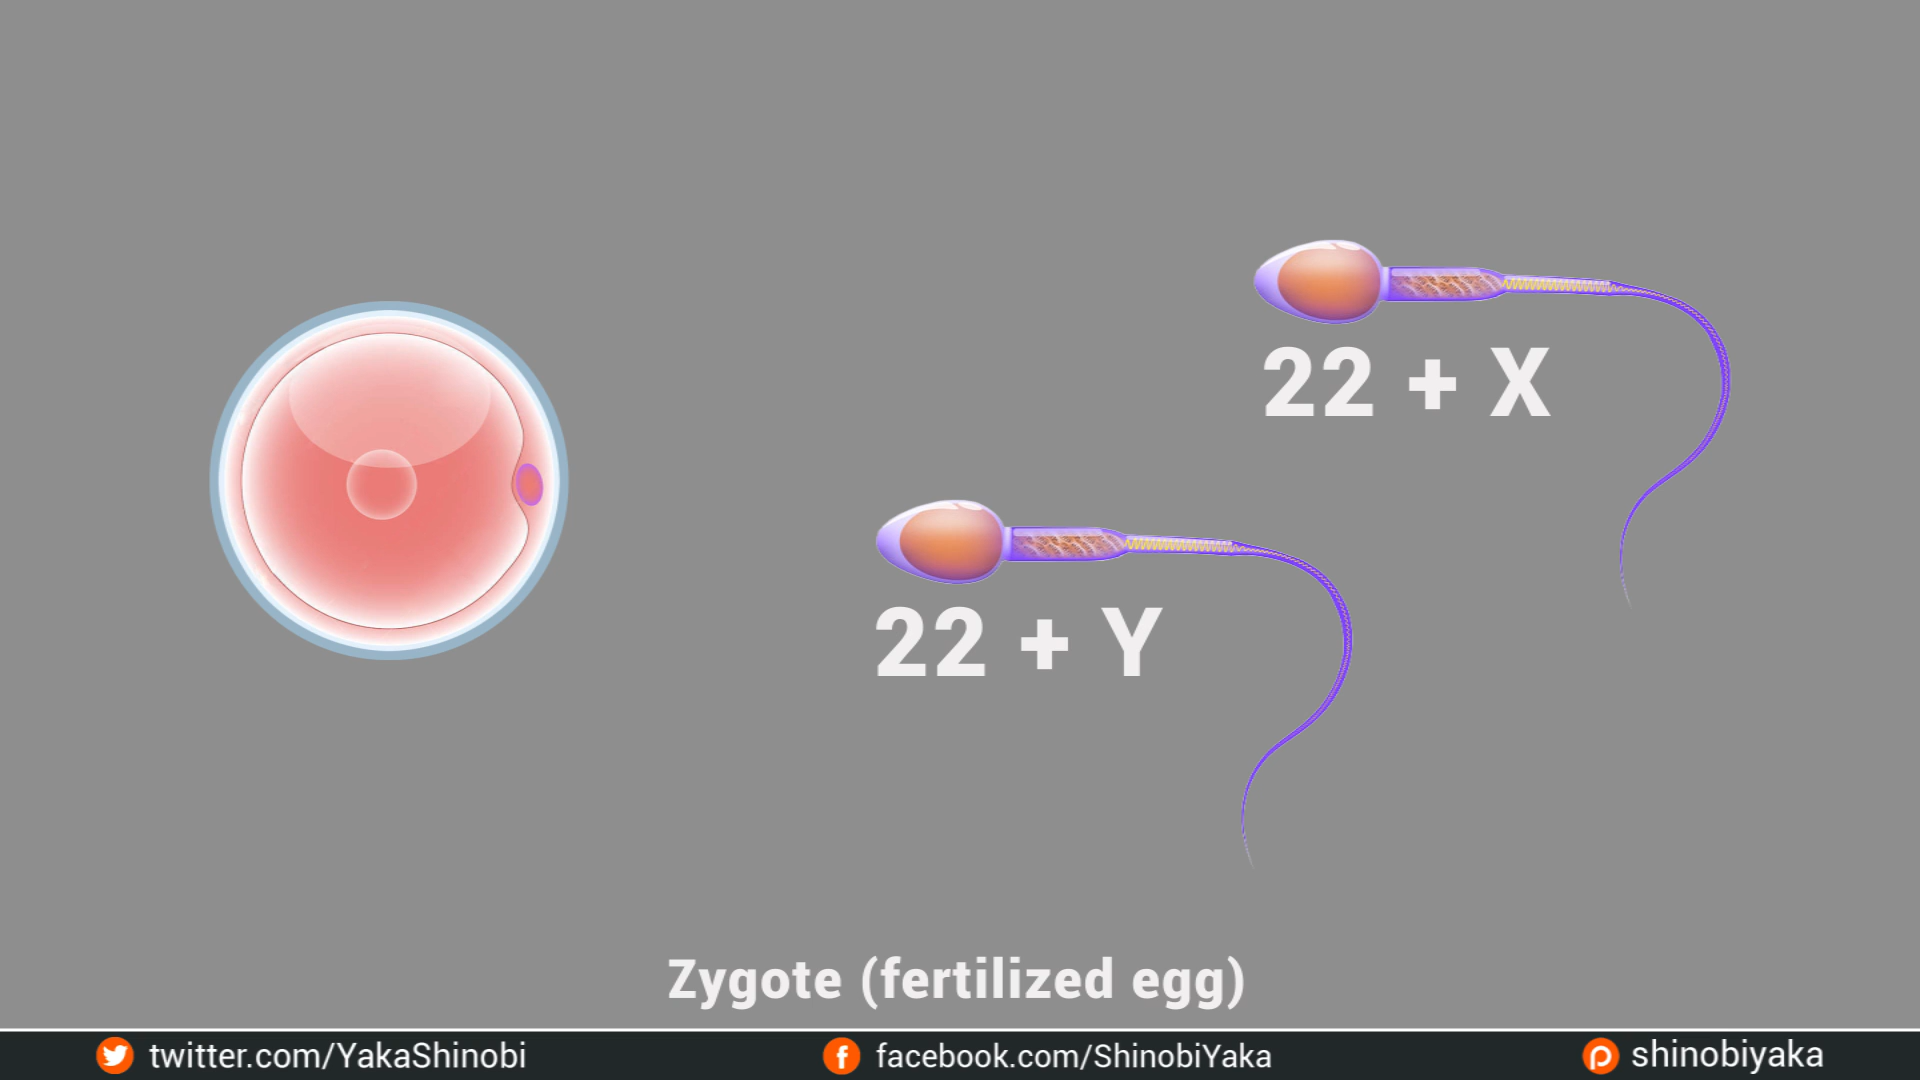 22 + X
22 + Y
Zygote (fertilized egg)
twitter.com/YakaShinobi
facebook.com/ShinobiYaka
shinobiyaka